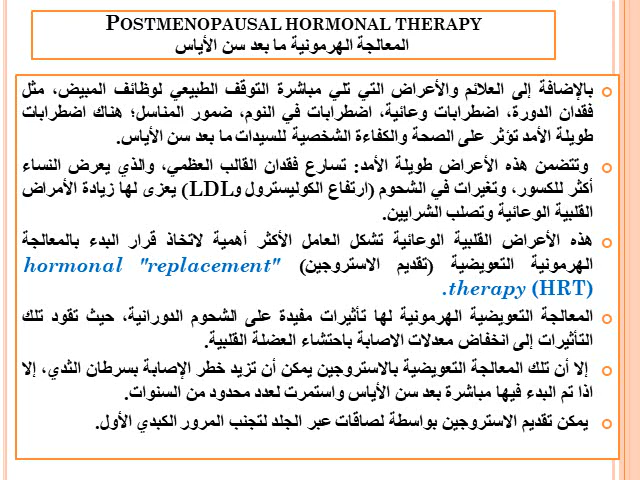 POSTMENOPAUSAL HORMONAL THERAPY
المعالجة الهرمونية ما بعد سن الأياس
بالإضافة إلى العلائم والأعراض التي تلي مباشرة التوقف الطبيعي لوظائف المبيض، مثل
فقدان الدورة، اضطرابات وعائية، اضطرابات في النوم، ضمور المناسل؛ هناك اضطرابات
طويلة الأمد تؤثر على الصحة والكفاءة الشخصية للسيدات ما بعد سن الأياس.
وتتضمن هذه الأعراض طويلة الأمد: تسارع فقدان القالب العظمي، والذي يعرض النساء
أكثر للكسور، وتغيرات في الشحوم (ارتفاع الكوليسترول وLDL) يعزى لها زيادة الأمراض
القلبية الوعائية وتصلب الشرايين.
هذه الأعراض القلبية الوعائية تشكل العامل الأكثر أهمية لاتخاذ قرار البدء بالمعالجة
الهرمونية التعويضية (تقديم الاستروجين) hormonal "replacement"
therapy (HRT).
المعالجة التعويضية الهرمونية لها تأثيرات مفيدة على الشحوم الدورانية، حيث تقود تلك
التأثيرات إلى انخفاض معدلات الاصابة باحتشاء العضلة القلبية.
إلا أن تلك المعالجة التعويضية بالاستروجين يمكن أن تزيد خطر الإصابة بسرطان الثدي، إلا
اذا تم البدء فيها مباشرة بعد سن الأياس واستمرت لعدد محدود من السنوات.
يمكن تقديم الاستروجين بواسطة لصاقات عبر الجلد لتجنب المرور الكبدي الأول.